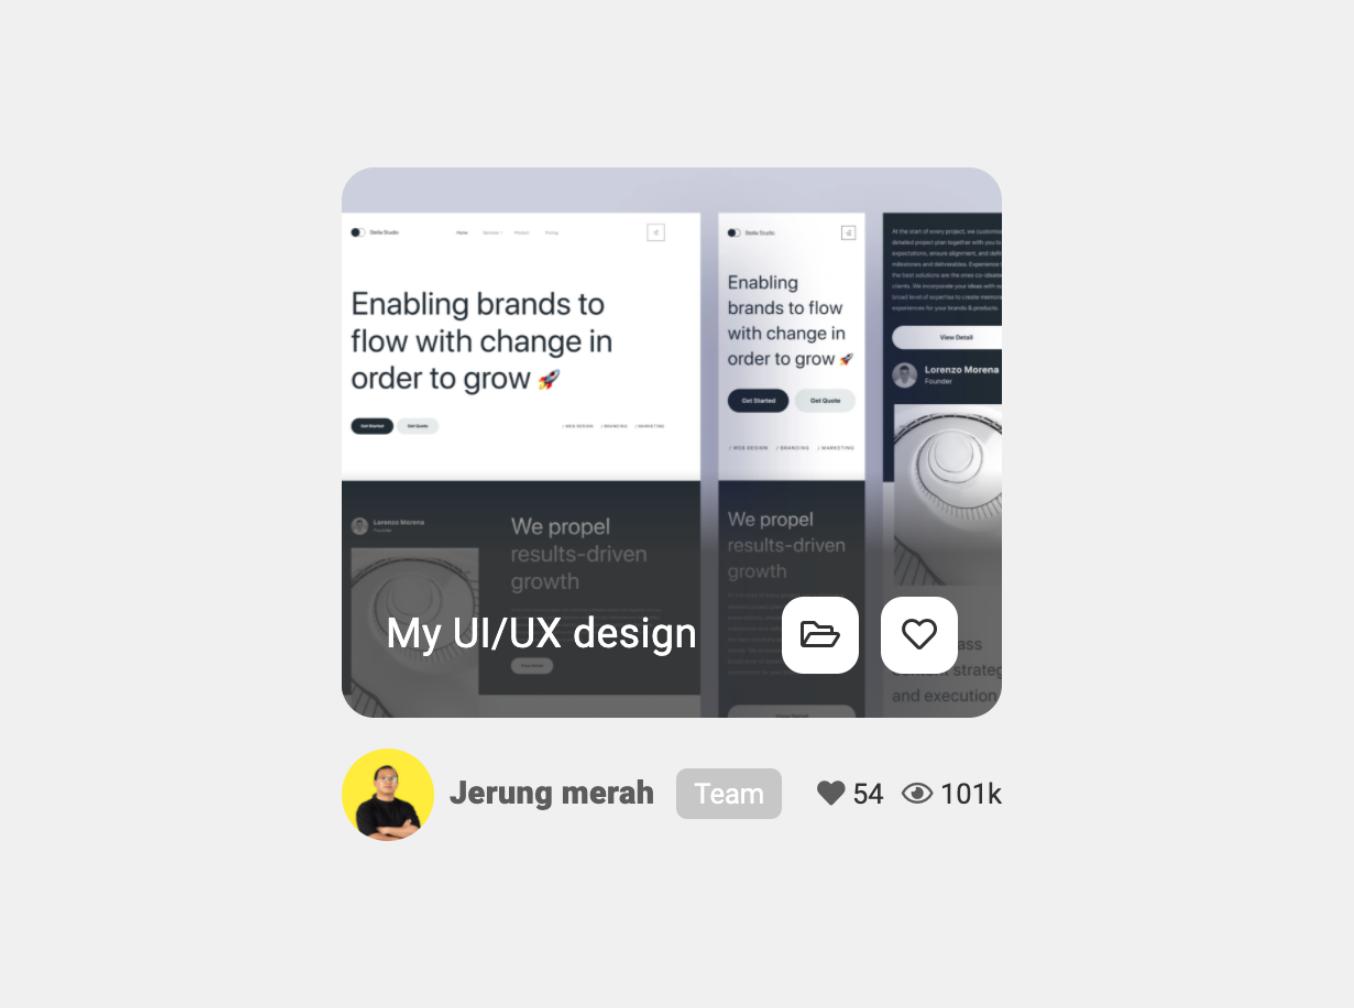 Stella Studio
Home
Services
Product
Pricing
Enabling brands to
flow with change in
order to grow 🚀
Get Started
Get Quote
/ WEB DESIGN
/ BRANDING
/ MARKETING
Lorenzo Morena
Founder
We propel
results-driven
growth
View Detail
Stella Studio
Enabling
brands to flow
with change in
order to grow 🚀
Get Started
Get Quote
/ WEB DESIGN
/ BRANDING
/ MARKETING
We propel
results-driven
growth
View Detail
At the start of every project, we customise
detailed project plan together with you to
expectations, ensure alignment, and defi
milestones and deliverables. Experience
the best solutions are the ones co-
clients. We incorporate your ideas with
broad level of expertise to create
experiences for your brands & products.
View Detail
Lorenzo Morena
Founder
ass
content strateg
and execution
My UI/UX design
Jerung merah
Team
54
101k